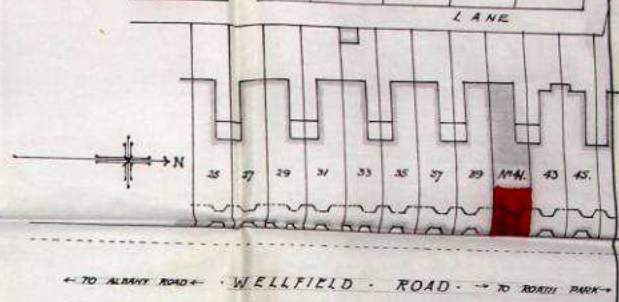 LANE
N
25 27 29 31 33 35 37 39 No 41. 43 45.
← TO ALBANY ROAD ← · WELLFIELD · ROAD · → TO ROATH PARK →